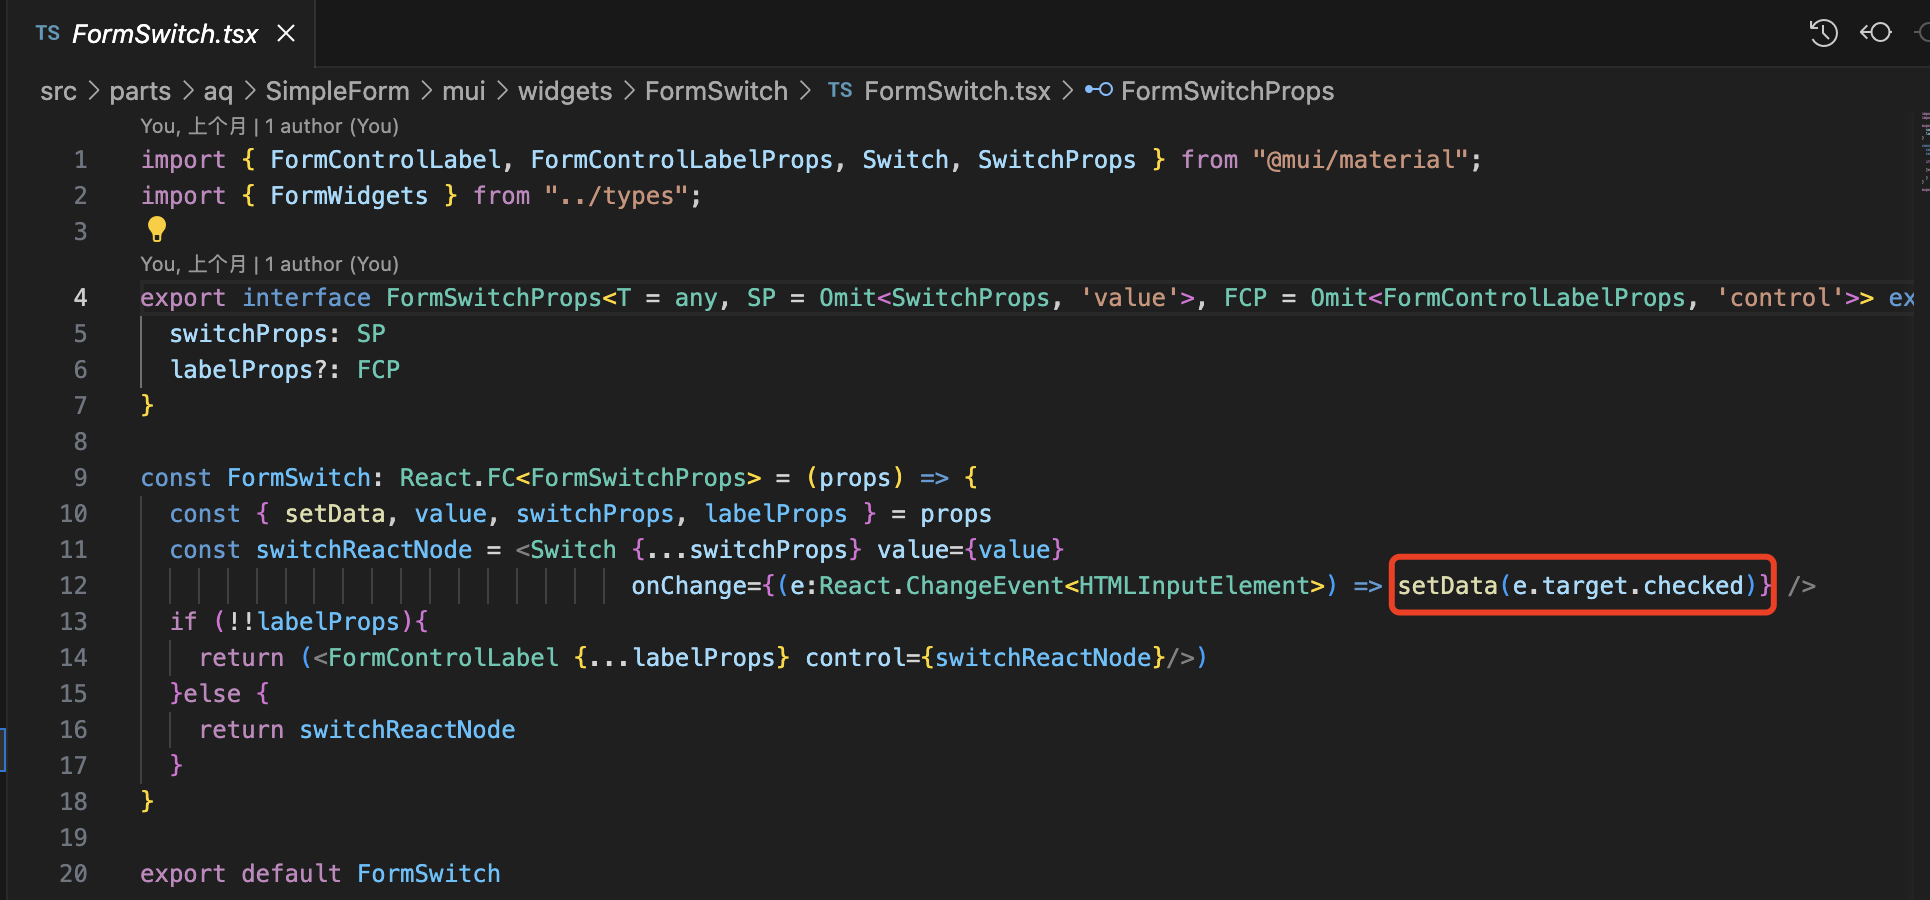 TS FormSwitch.tsx
src > parts > aq > SimpleForm > mui > widgets > FormSwitch > TS FormSwitch.tsx > FormSwitchProps
You, 上个月 | 1 author (You)
1 import { FormControlLabel, FormControlLabelProps, Switch, SwitchProps } from "@mui/material";
2 import { FormWidgets } from "../types";
3
You, 上个月 | 1 author (You)
4 export interface FormSwitchProps<T = any, SP = Omit<SwitchProps, 'value'>, FCP = Omit<FormControlLabelProps, 'control'>> ex
5 switchProps: SP
6 labelProps?: FCP
7 }
8
9 const FormSwitch: React.FC<FormSwitchProps> = (props) => {
10 const { setData, value, switchProps, labelProps } = props
11 const switchReactNode = <Switch {...switchProps} value={value}
12 onChange={(e:React.ChangeEvent<HTMLInputElement>) => setData(e.target.checked)} />
13 if (!!labelProps){
14 return (<FormControlLabel {...labelProps} control={switchReactNode}/>)
15 }else {
16 return switchReactNode
17 }
18 }
19
20 export default FormSwitch